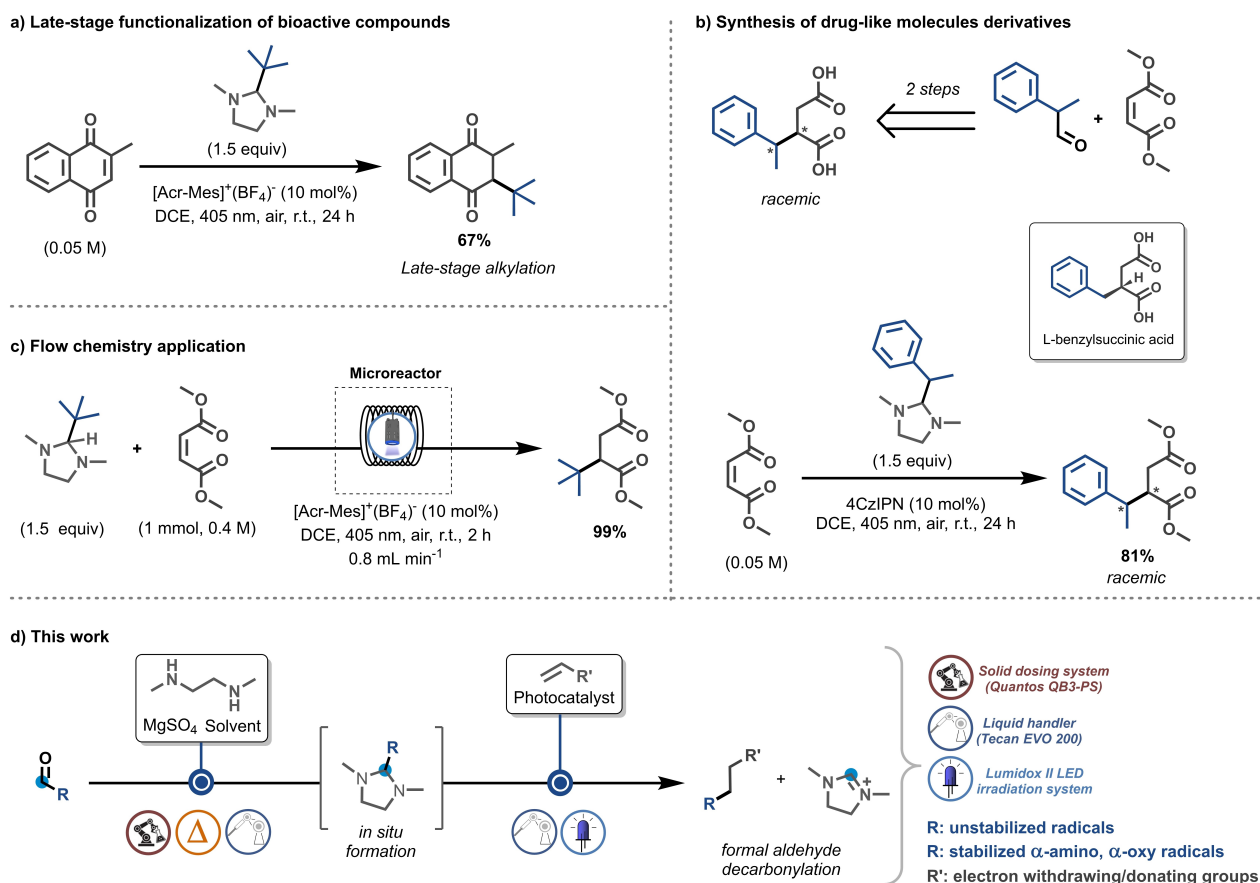 a) Late-stage functionalization of bioactive compounds
N
N
(1.5 equiv)
O
O
[Acr-Mes]+(BF4)- (10 mol%)
DCE, 405 nm, air, r.t., 24 h
(0.05 M)
O
O
67%
Late-stage alkylation
b) Synthesis of drug-like molecules derivatives
OH
O
O
OH
*
*
racemic
2 steps
O
+
O
O
O
O
OH
O
H
O
OH
L-benzylsuccinic acid
O
O
O
O
(0.05 M)
N
N
(1.5 equiv)
4CzIPN (10 mol%)
DCE, 405 nm, air, r.t., 24 h
O
O
O
O
*
*
81%
racemic
c) Flow chemistry application
N
H
N
(1.5 equiv)
+
O
O
O
O
(1 mmol, 0.4 M)
Microreactor
[Acr-Mes]+(BF4)- (10 mol%)
DCE, 405 nm, air, r.t., 2 h
0.8 mL min-1
O
O
O
O
99%
d) This work
O
R
H
N
N
H
MgSO4 Solvent
Δ
R
N
N
in situ
formation
R'
Photocatalyst
R'
R
+
N
N
+
formal aldehyde
decarbonylation
Solid dosing system
(Quantos QB3-PS)
Liquid handler
(Tecan EVO 200)
Lumidox II LED
irradiation system
R: unstabilized radicals
R: stabilized α-amino, α-oxy radicals
R': electron withdrawing/donating groups